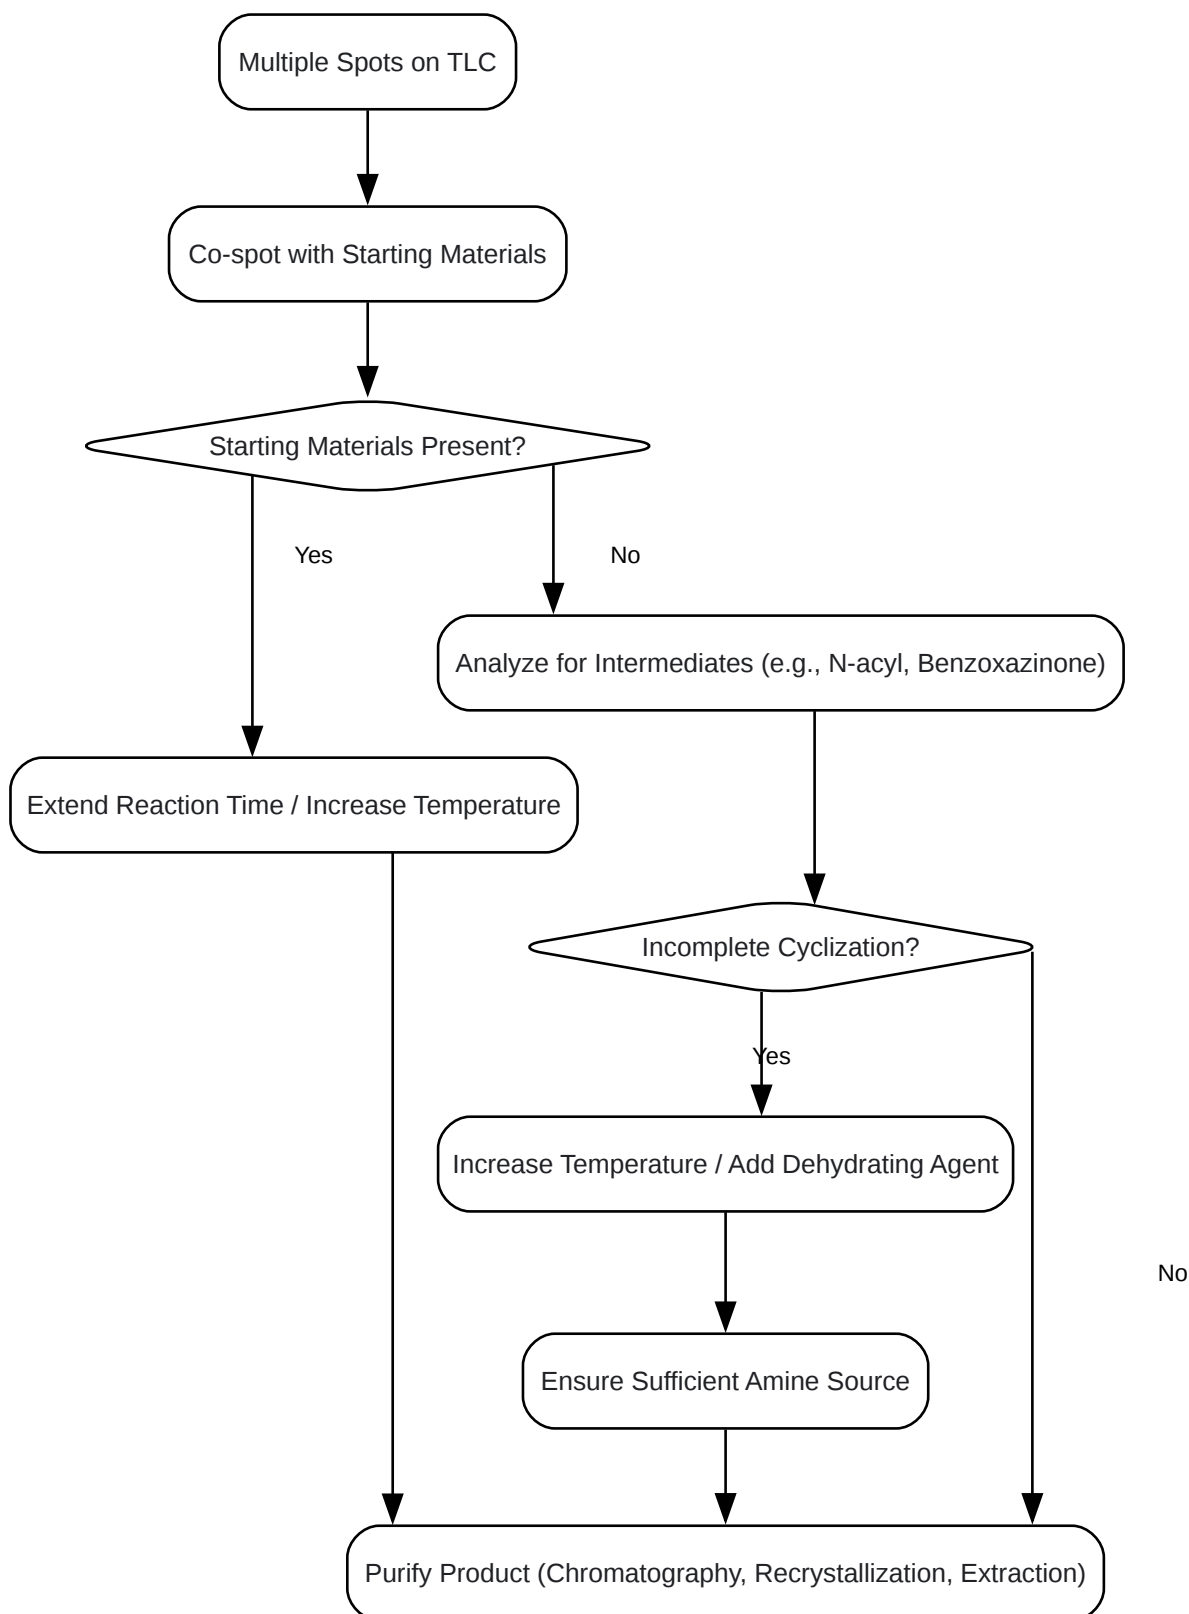 Multiple Spots on TLC
Co-spot with Starting Materials
Starting Materials Present?
Yes
No
Analyze for Intermediates (e.g., N-acyl, Benzoxazinone)
Extend Reaction Time / Increase Temperature
Incomplete Cyclization?
Yes
Increase Temperature / Add Dehydrating Agent
No
Ensure Sufficient Amine Source
Purify Product (Chromatography, Recrystallization, Extraction)